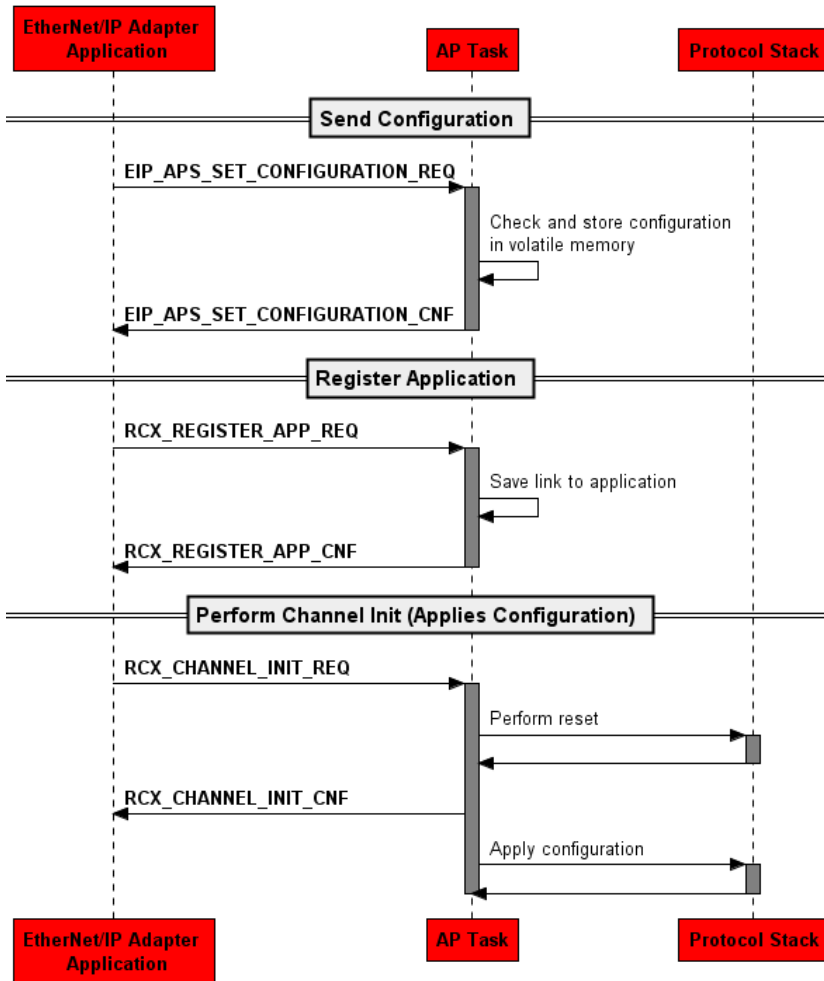 EtherNet/IP Adapter
Application
AP Task
Protocol Stack
Send Configuration
EIP_APS_SET_CONFIGURATION_REQ
Check and store configuration
in volatile memory
EIP_APS_SET_CONFIGURATION_CNF
Register Application
RCX_REGISTER_APP_REQ
Save link to application
RCX_REGISTER_APP_CNF
Perform Channel Init (Applies Configuration)
RCX_CHANNEL_INIT_REQ
Perform reset
RCX_CHANNEL_INIT_CNF
Apply configuration
EtherNet/IP Adapter
Application
AP Task
Protocol Stack